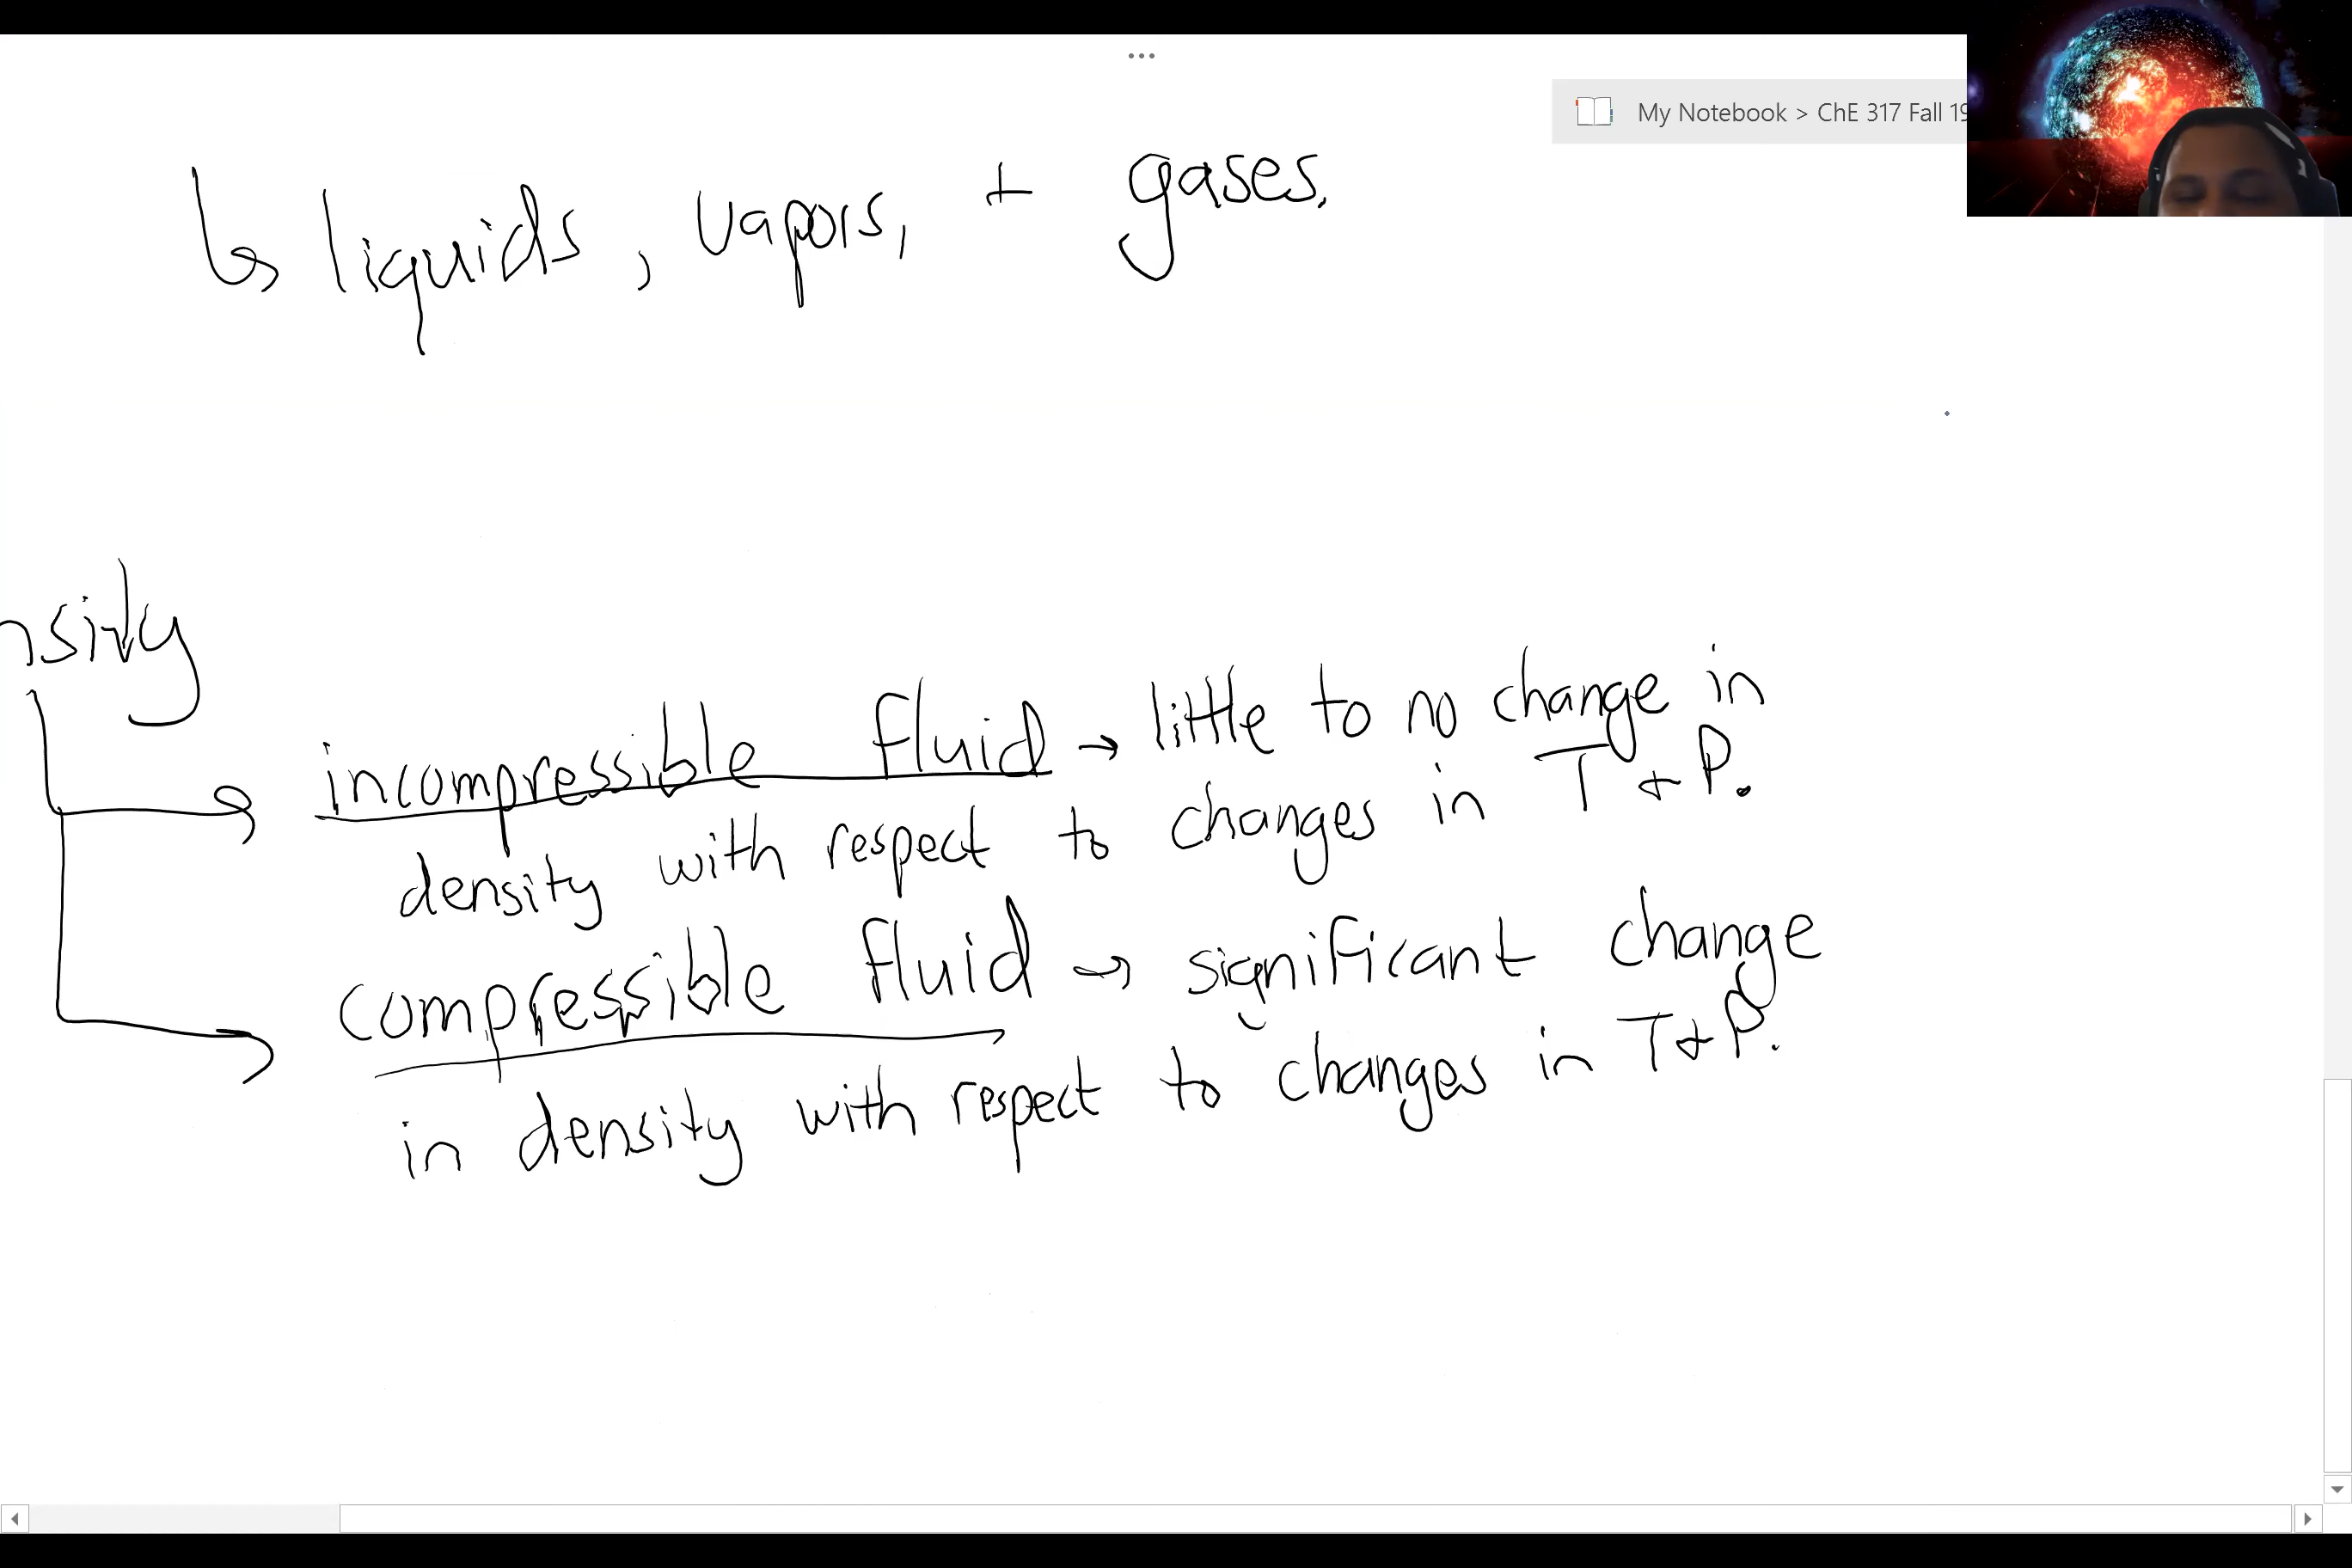 My Notebook > ChE 317 Fall 19
↳ liquids, vapors, + gases.
nsity
incompressible fluid → little to no change in
density with respect to changes in T + P.
compressible fluid → significant change
in density with respect to changes in T + P.